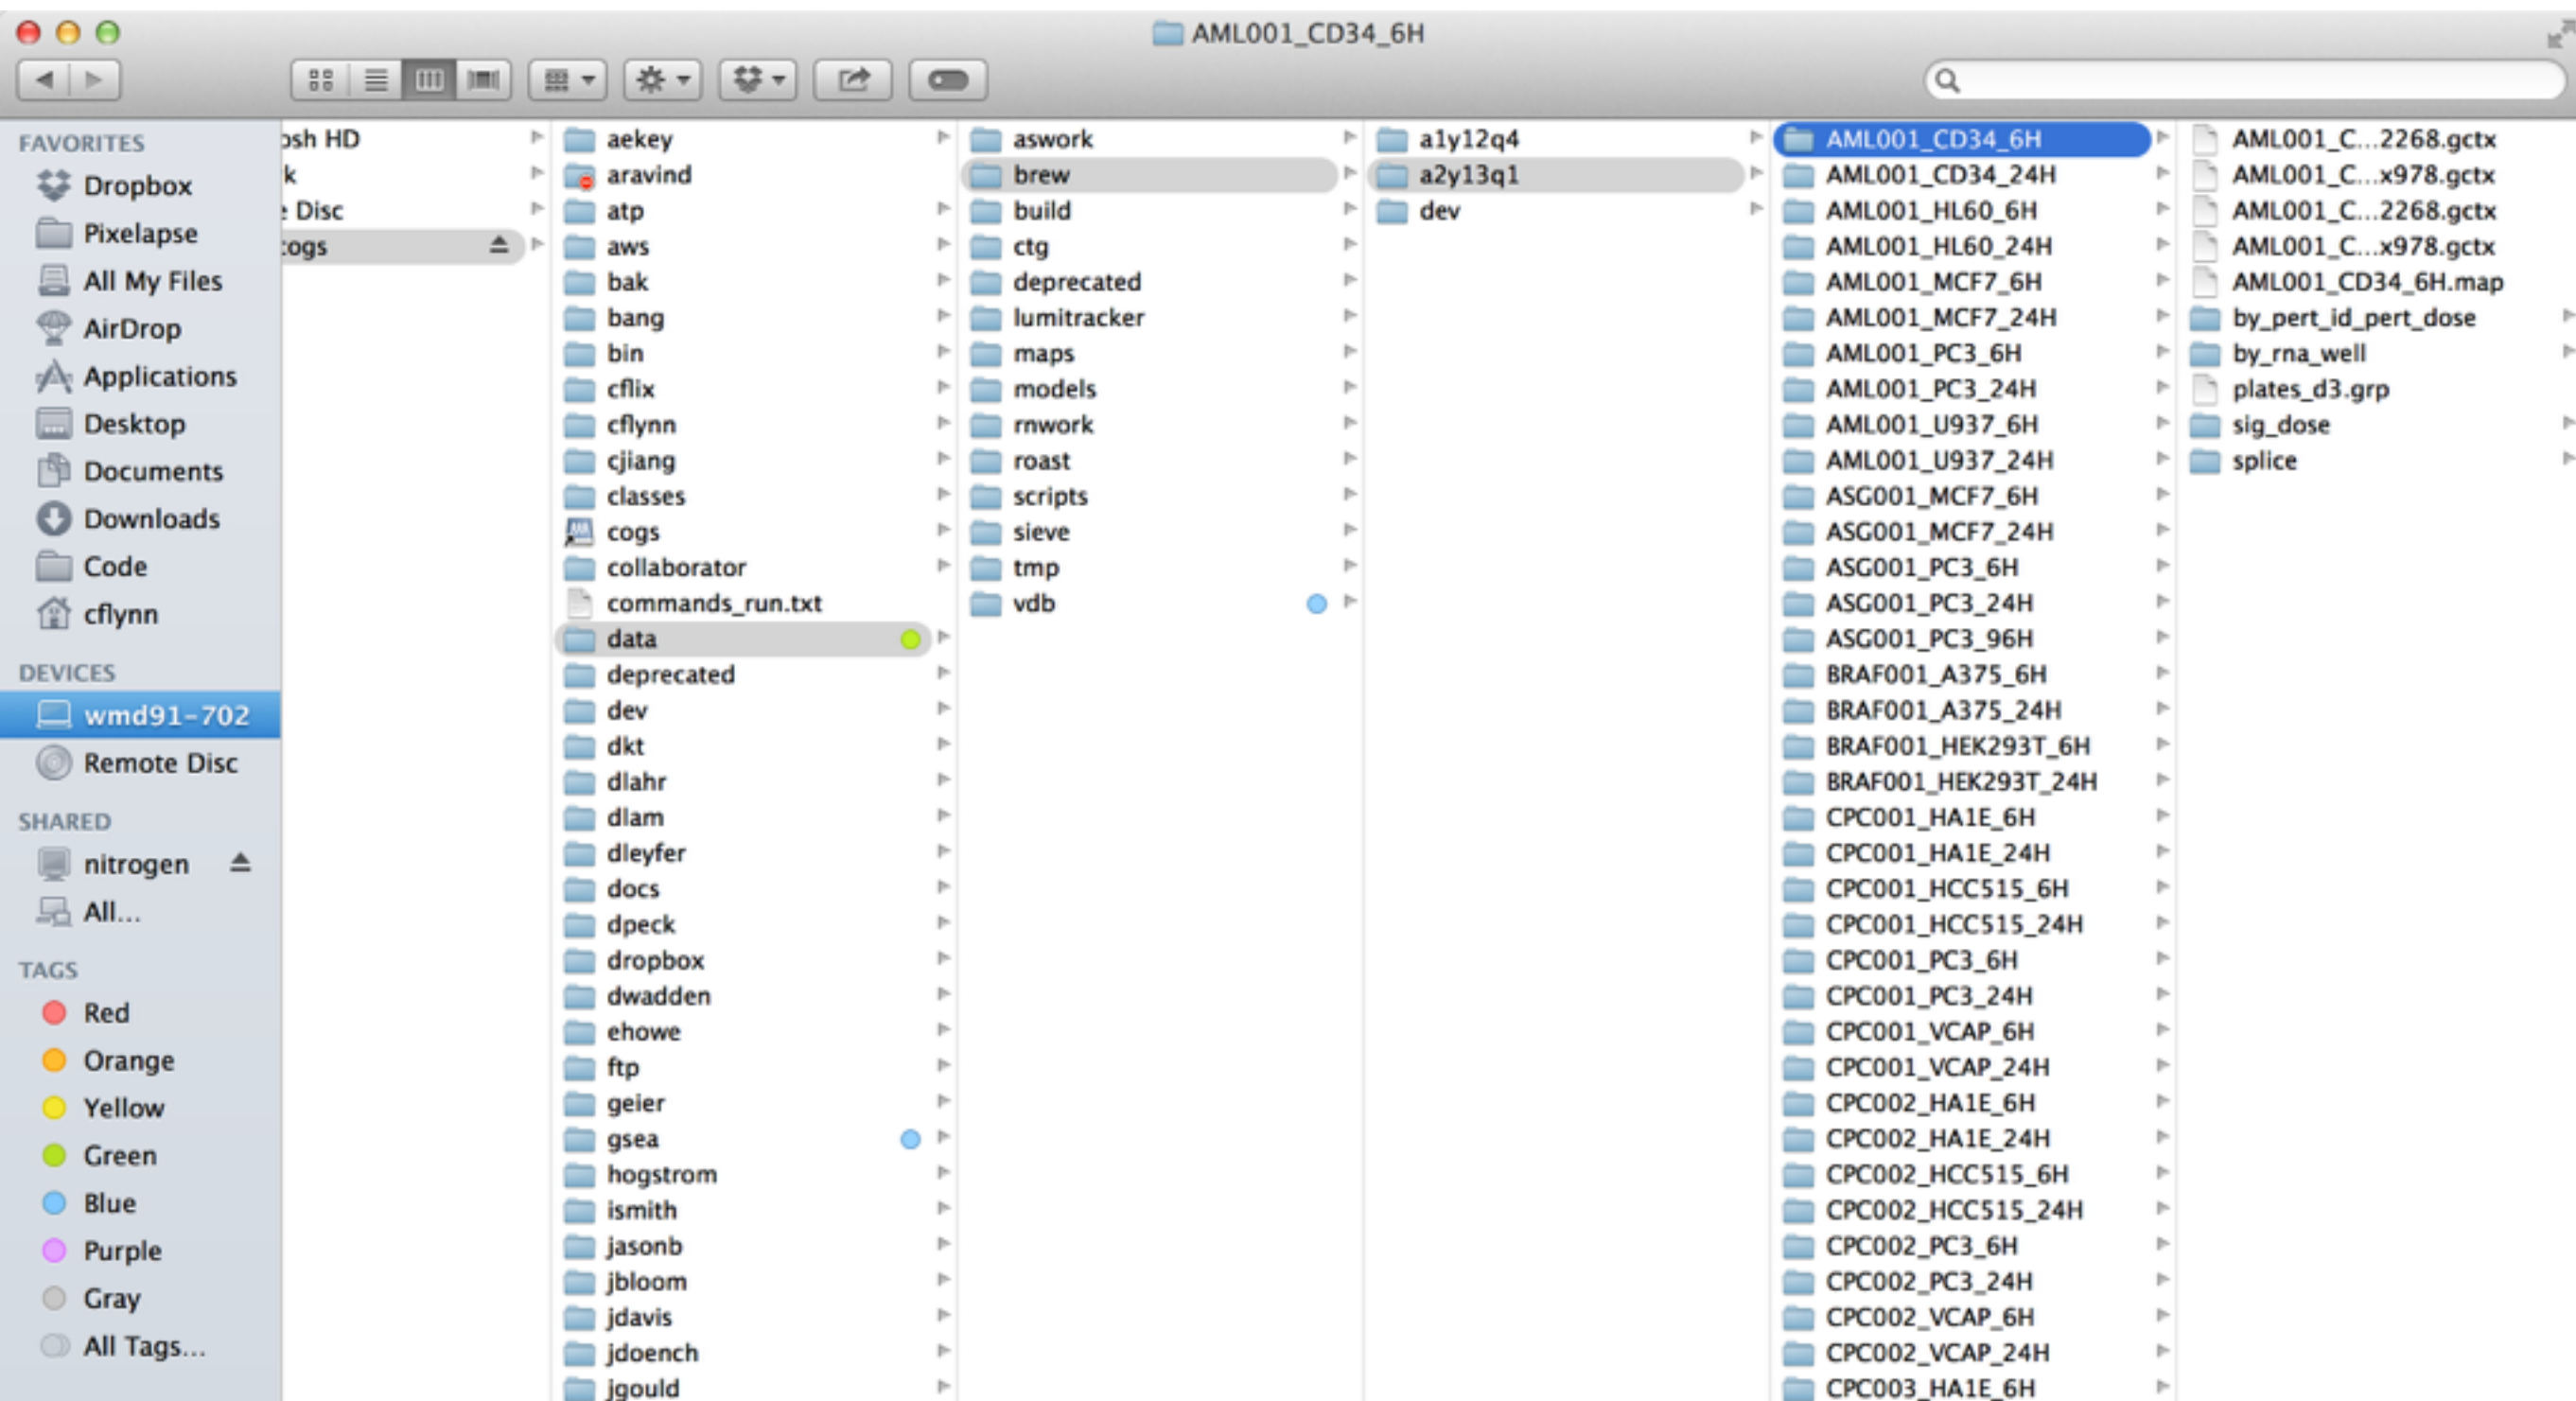 AML001_CD34_6H
FAVORITES
Dropbox
Pixelapse
All My Files
AirDrop
Applications
Desktop
Documents
Downloads
Code
cflynn
DEVICES
wmd91-702
Remote Disc
SHARED
nitrogen
All...
TAGS
Red
Orange
Yellow
Green
Blue
Purple
Gray
All Tags...
osh HD
k
e Disc
cogs
aekey
aravind
atp
aws
bak
bang
bin
cflix
cflynn
cjiang
classes
cogs
collaborator
commands_run.txt
data
deprecated
dev
dkt
dlahr
dlam
dleyfer
docs
dpeck
dropbox
dwadden
ehowe
ftp
geier
gsea
hogstrom
ismith
jasonb
jbloom
jdavis
jdoench
jgould
aswork
brew
build
ctg
deprecated
lumitracker
maps
models
rnwork
roast
scripts
sieve
tmp
vdb
a1y12q4
a2y13q1
dev
AML001_CD34_6H
AML001_CD34_24H
AML001_HL60_6H
AML001_HL60_24H
AML001_MCF7_6H
AML001_MCF7_24H
AML001_PC3_6H
AML001_PC3_24H
AML001_U937_6H
AML001_U937_24H
ASG001_MCF7_6H
ASG001_MCF7_24H
ASG001_PC3_6H
ASG001_PC3_24H
ASG001_PC3_96H
BRAF001_A375_6H
BRAF001_A375_24H
BRAF001_HEK293T_6H
BRAF001_HEK293T_24H
CPC001_HA1E_6H
CPC001_HA1E_24H
CPC001_HCC515_6H
CPC001_HCC515_24H
CPC001_PC3_6H
CPC001_PC3_24H
CPC001_VCAP_6H
CPC001_VCAP_24H
CPC002_HA1E_6H
CPC002_HA1E_24H
CPC002_HCC515_6H
CPC002_HCC515_24H
CPC002_PC3_6H
CPC002_PC3_24H
CPC002_VCAP_6H
CPC002_VCAP_24H
CPC003_HA1E_6H
AML001_C...2268.gctx
AML001_C...x978.gctx
AML001_C...2268.gctx
AML001_C...x978.gctx
AML001_CD34_6H.map
by_pert_id_pert_dose
by_rna_well
plates_d3.grp
sig_dose
splice